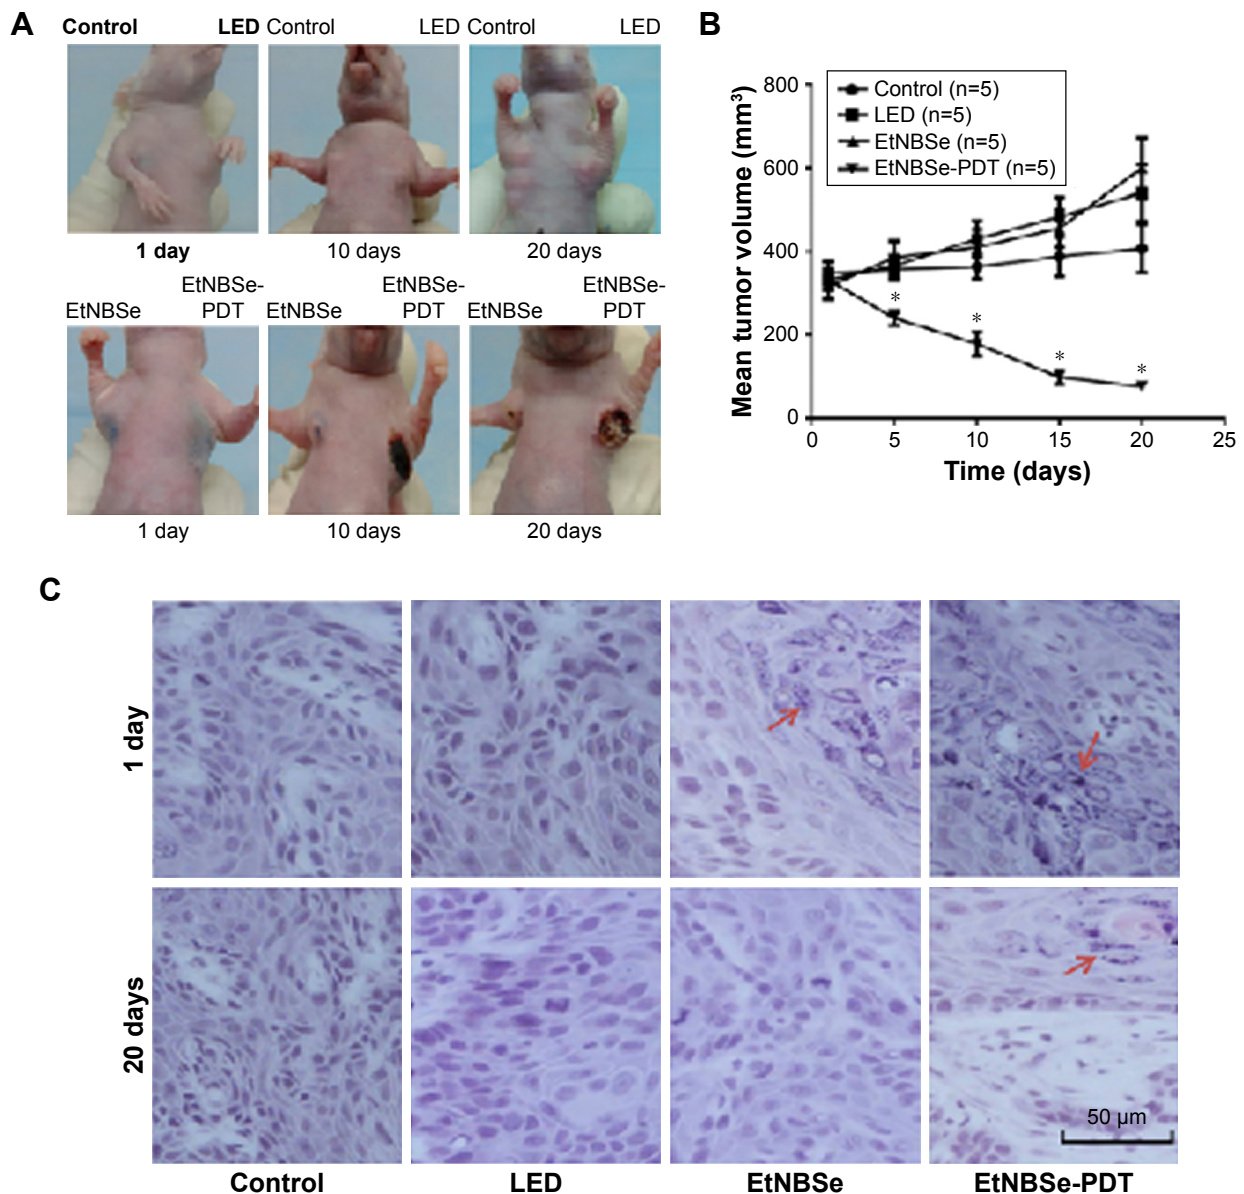 A
Control LED Control LED Control LED
1 day 10 days 20 days
EtNBSe EtNBSe-PDT EtNBSe EtNBSe-PDT EtNBSe EtNBSe-PDT
1 day 10 days 20 days
B
Mean tumor volume (mm³)
800
600
400
200
0
Control (n=5)
LED (n=5)
EtNBSe (n=5)
EtNBSe-PDT (n=5)
*
*
*
*
0 5 10 15 20 25
Time (days)
C
1 day
20 days
50 µm
Control LED EtNBSe EtNBSe-PDT